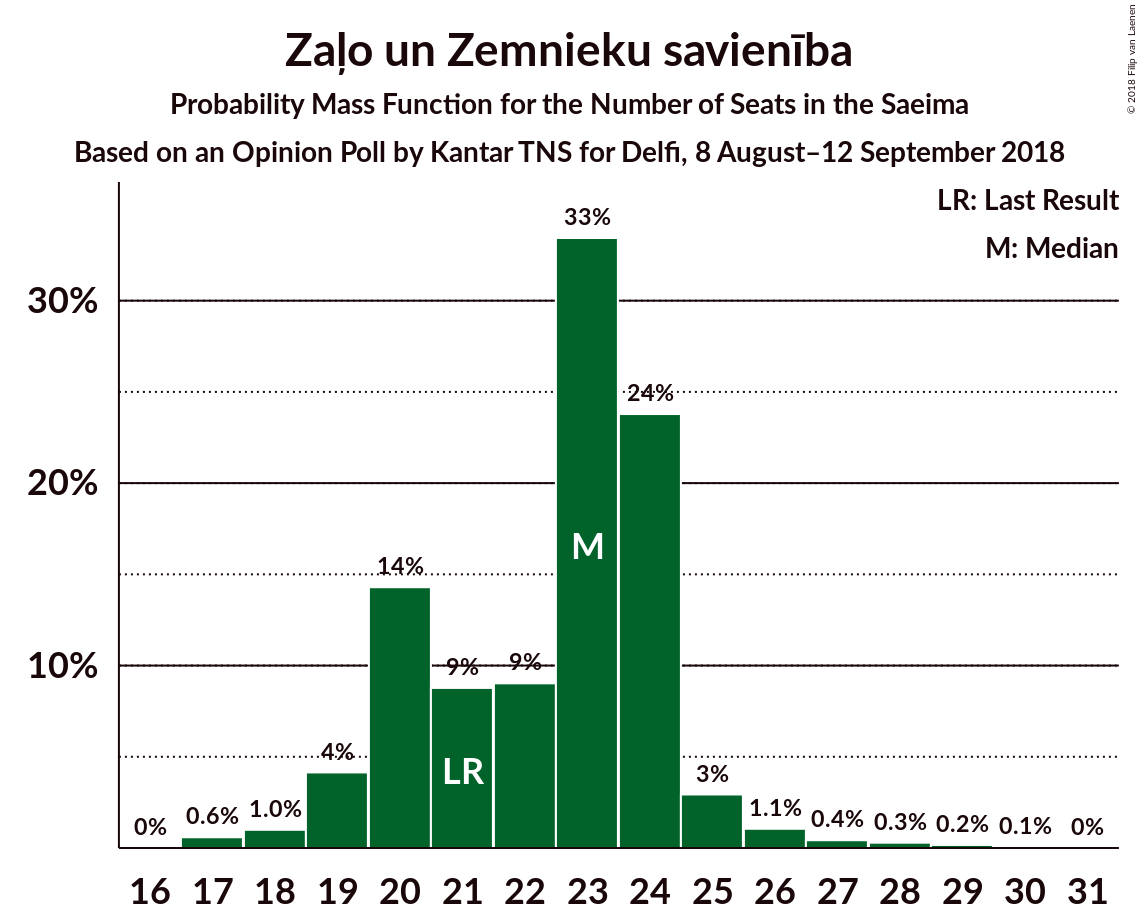 Zaļo un Zemnieku savienība
Probability Mass Function for the Number of Seats in the Saeima
Based on an Opinion Poll by Kantar TNS for Delfi, 8 August–12 September 2018
© 2018 Filip van Laenen
LR: Last Result
M: Median
30%
20%
10%
0% 0.6% 1.0% 4% 14% 9% 9% 33% 24% 3% 1.1% 0.4% 0.3% 0.2% 0.1% 0%
LR
M
16 17 18 19 20 21 22 23 24 25 26 27 28 29 30 31